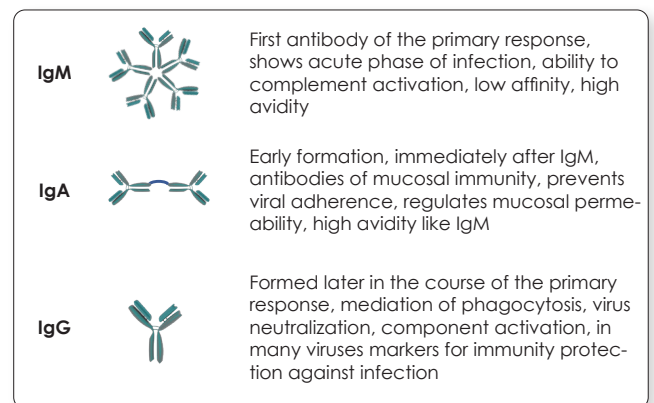 IgM
First antibody of the primary response,
shows acute phase of infection, ability to
complement activation, low affinity, high
avidity
IgA
Early formation, immediately after IgM,
antibodies of mucosal immunity, prevents
viral adherence, regulates mucosal perme-
ability, high avidity like IgM
IgG
Formed later in the course of the primary
response, mediation of phagocytosis, virus
neutralization, component activation, in
many viruses markers for immunity protec-
tion against infection